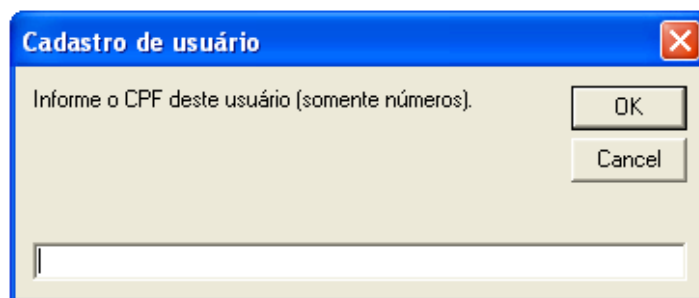 Cadastro de usuário
Informe o CPF deste usuário (somente números).
OK
Cancel